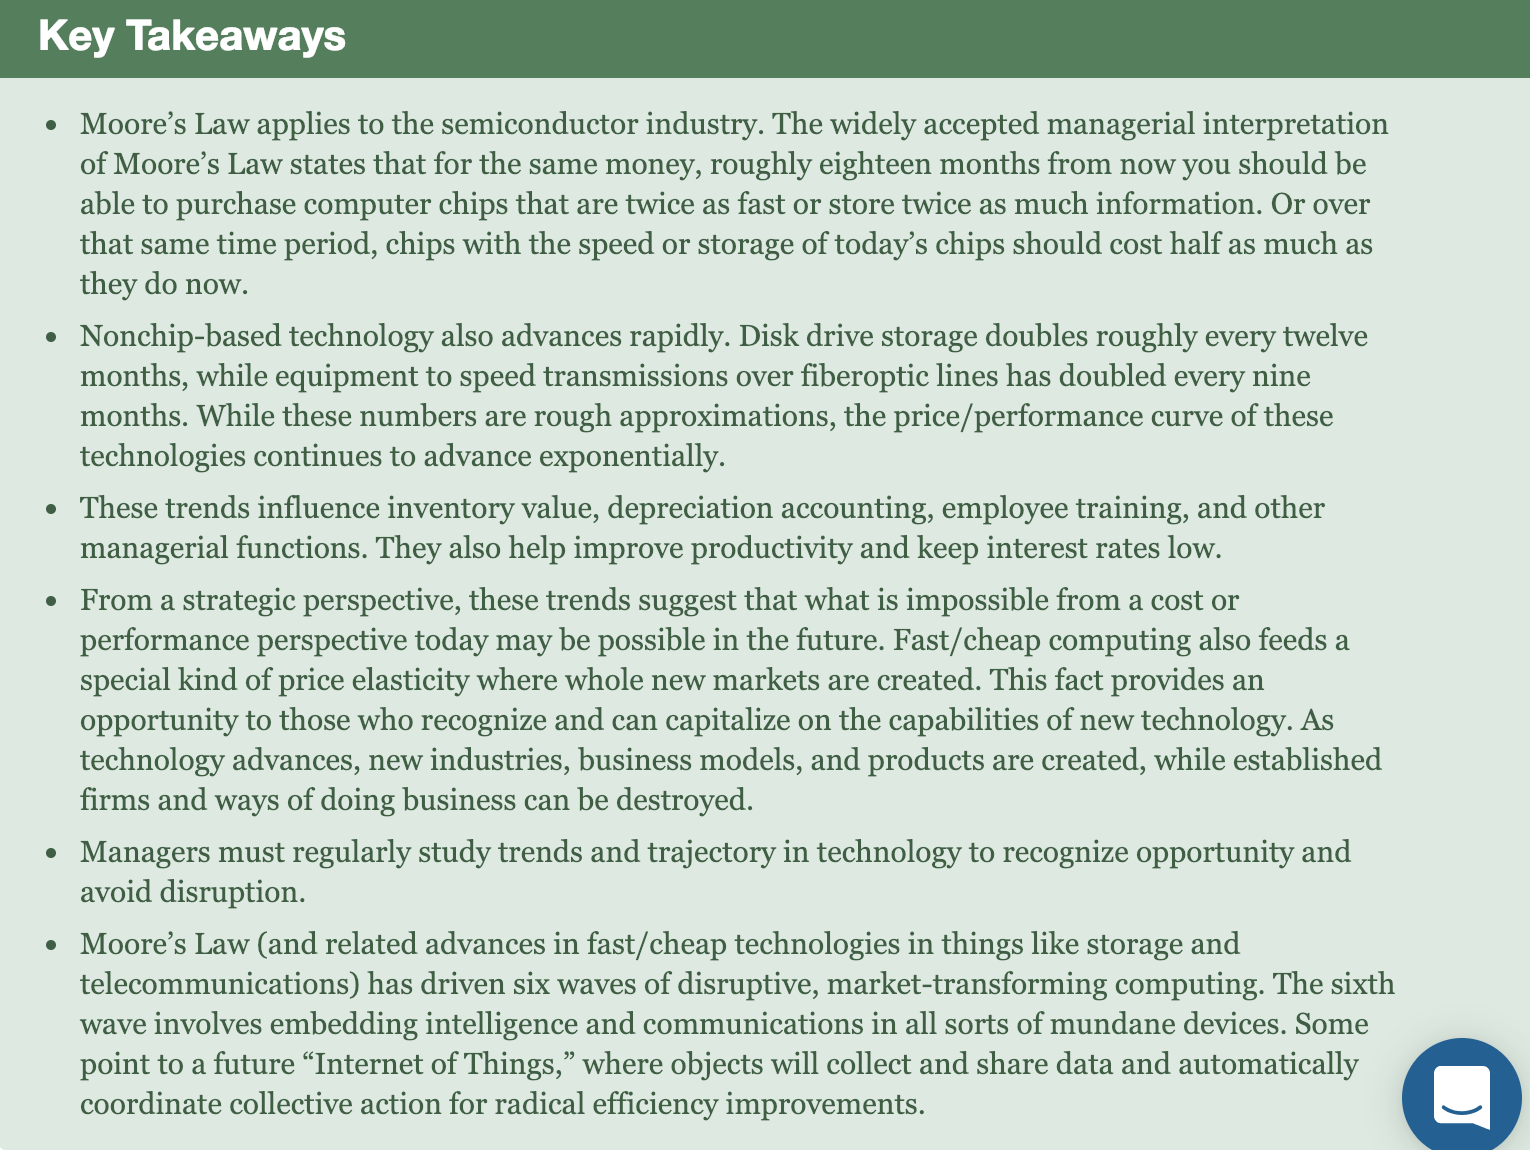 Key Takeaways
• Moore’s Law applies to the semiconductor industry. The widely accepted managerial interpretation
of Moore’s Law states that for the same money, roughly eighteen months from now you should be
able to purchase computer chips that are twice as fast or store twice as much information. Or over
that same time period, chips with the speed or storage of today’s chips should cost half as much as
they do now.
• Nonchip-based technology also advances rapidly. Disk drive storage doubles roughly every twelve
months, while equipment to speed transmissions over fiberoptic lines has doubled every nine
months. While these numbers are rough approximations, the price/performance curve of these
technologies continues to advance exponentially.
• These trends influence inventory value, depreciation accounting, employee training, and other
managerial functions. They also help improve productivity and keep interest rates low.
• From a strategic perspective, these trends suggest that what is impossible from a cost or
performance perspective today may be possible in the future. Fast/cheap computing also feeds a
special kind of price elasticity where whole new markets are created. This fact provides an
opportunity to those who recognize and can capitalize on the capabilities of new technology. As
technology advances, new industries, business models, and products are created, while established
firms and ways of doing business can be destroyed.
• Managers must regularly study trends and trajectory in technology to recognize opportunity and
avoid disruption.
• Moore’s Law (and related advances in fast/cheap technologies in things like storage and
telecommunications) has driven six waves of disruptive, market-transforming computing. The sixth
wave involves embedding intelligence and communications in all sorts of mundane devices. Some
point to a future “Internet of Things,” where objects will collect and share data and automatically
coordinate collective action for radical efficiency improvements.